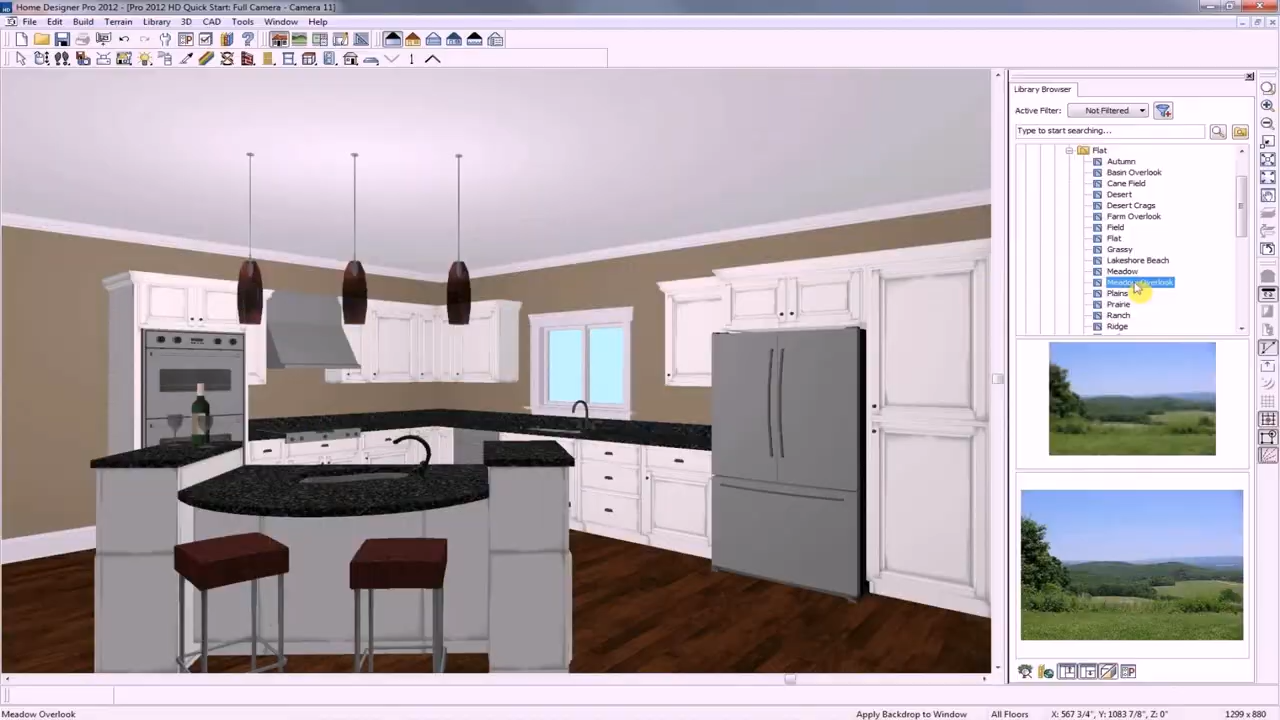 Home Designer Pro 2012 - [Pro 2012 HD Quick Start: Full Camera - Camera 11]
File Edit Build Terrain Library 3D CAD Tools Window Help
Library Browser
Active Filter: Not Filtered
Type to start searching...
Flat
Autumn
Basin Overlook
Cane Field
Desert
Desert Crags
Farm Overlook
Field
Flat
Grassy
Lakeshore Beach
Meadow
Meadow Overlook
Plains
Prairie
Ranch
Ridge
Meadow Overlook Apply Backdrop to Window All Floors X: 567 3/4", Y: 1083 7/8", Z: 0" 1299 x 880